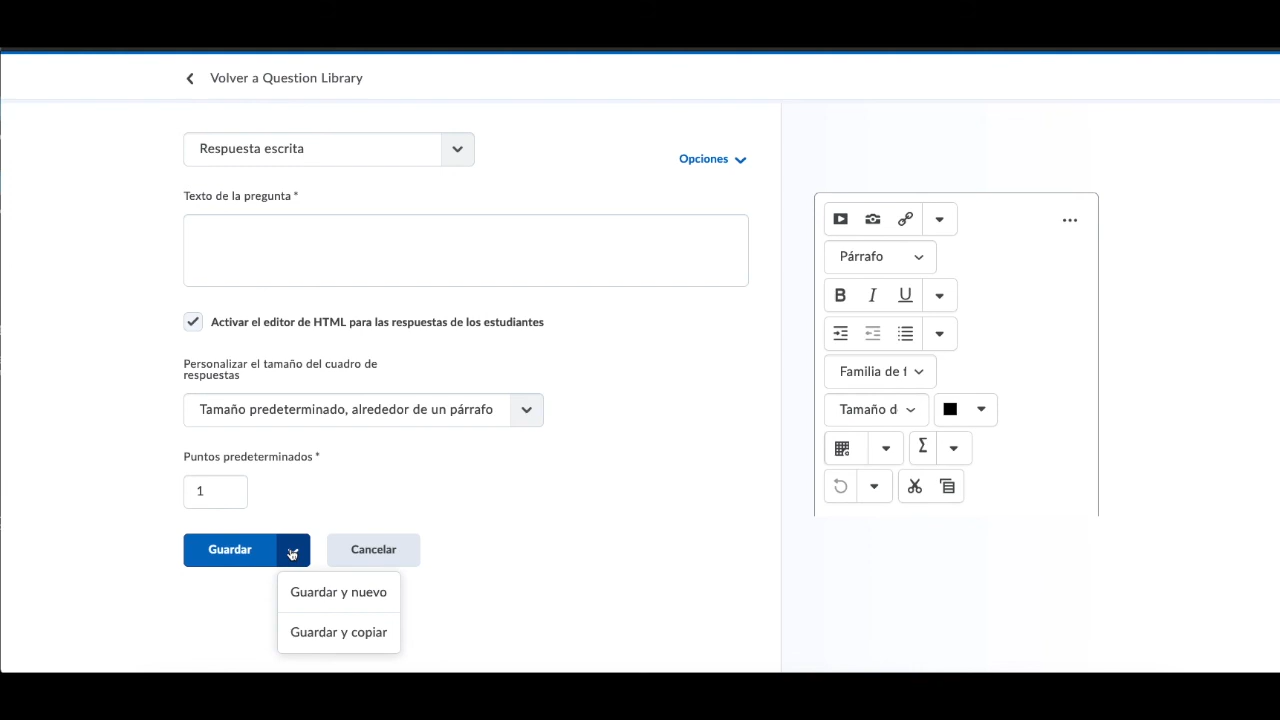 Volver a Question Library
Respuesta escrita
Opciones
Texto de la pregunta *
Activar el editor de HTML para las respuestas de los estudiantes
Personalizar el tamaño del cuadro de
respuestas
Tamaño predeterminado, alrededor de un párrafo
Puntos predeterminados *
1
Guardar
Cancelar
Guardar y nuevo
Guardar y copiar
Párrafo
B I U
Familia de f
Tamaño d
Σ